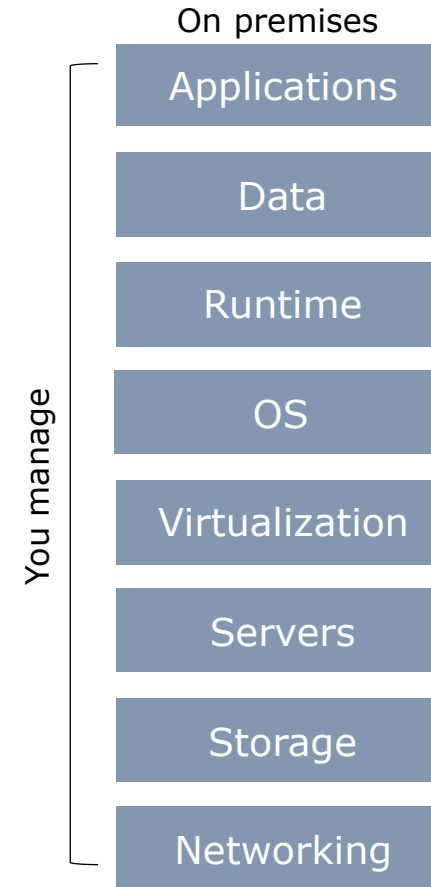 On premises
Applications
Data
Runtime
OS
Virtualization
Servers
Storage
Networking
You manage